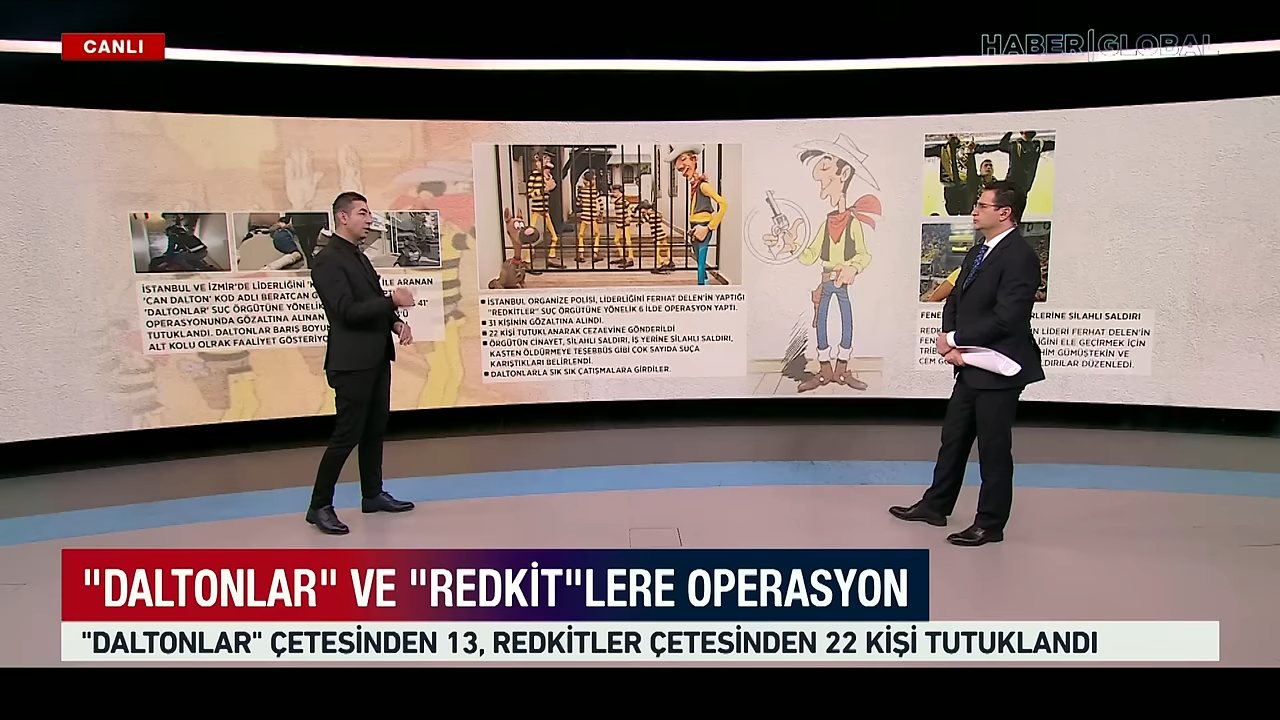 CANLI
HABER GLOBAL
İSTANBUL VE İZMİR'DE LİDERLİĞİNİ İLE ARANAN
'CAN DALTON' KOD ADLI BERATCAN
'DALTONLAR' SUÇ ÖRGÜTÜNE YÖNELİK
OPERASYONUNDA GÖZALTINA ALINAN
TUTUKLANDI. DALTONLAR BARIŞ
ALT KOLU OLRAK FAALİYET
İSTANBUL ORGANİZE POLİSİ, LİDERLİĞİNİ FERHAT DELEN'İN YAPTIĞI
"REDKİTLER" SUÇ ÖRGÜTÜNE YÖNELİK 6 İLDE OPERASYON YAPTI.
31 KİŞİNİN GÖZALTINA ALINDI.
22 KİŞİ TUTUKLANARAK CEZAEVİNE GÖNDERİLDİ
ÖRGÜTÜN CİNAYET, SİLAHLI SALDIRI, İŞ YERİNE SİLAHLI SALDIRI,
KASTEN ÖLDÜRMEYE TEŞEBBÜS GİBİ ÇOK SAYIDA SUÇA
KARIŞTIKLARI BELİRLENDİ.
DALTONLARLA SIK SIK ÇATIŞMALARA GİRDİLER.
SİLAHLI SALDIRI
LİDERİ FERHAT DELEN'İN
ELE GEÇİRMEK İÇİN
GÜMÜŞTEKİN VE
CEM DÜZENLEDİ.
"DALTONLAR" VE "REDKİT"LERE OPERASYON
"DALTONLAR" ÇETESİNDEN 13, REDKİTLER ÇETESİNDEN 22 KİŞİ TUTUKLANDI